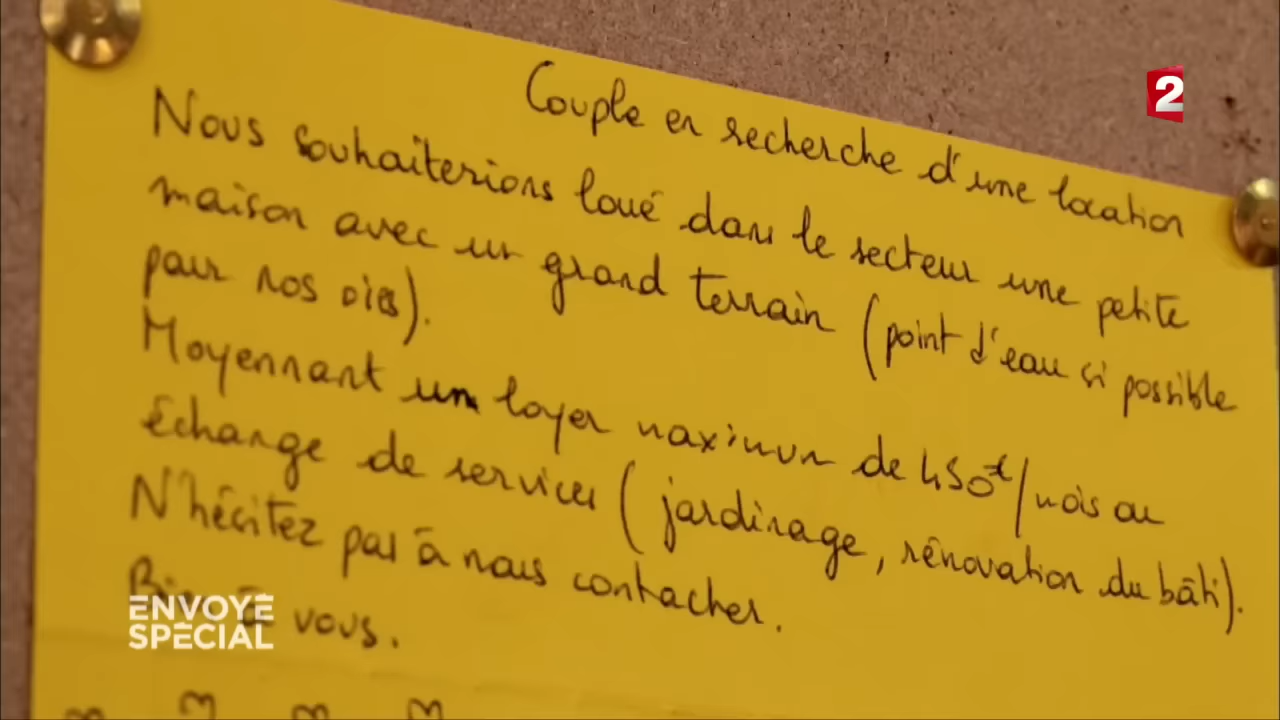 2
Couple en recherche d'une location
Nous souhaiterions loué dans le secteur une petite
maison avec un grand terrain (point d'eau si possible
pour nos oies).
Moyennant un loyer maximum de 450€/mois ou
échange de services (jardinage, rénovation du bâti).
N'hésitez pas à nous contacter.
Bien à vous.
ENVOYÉ
SPÉCIAL